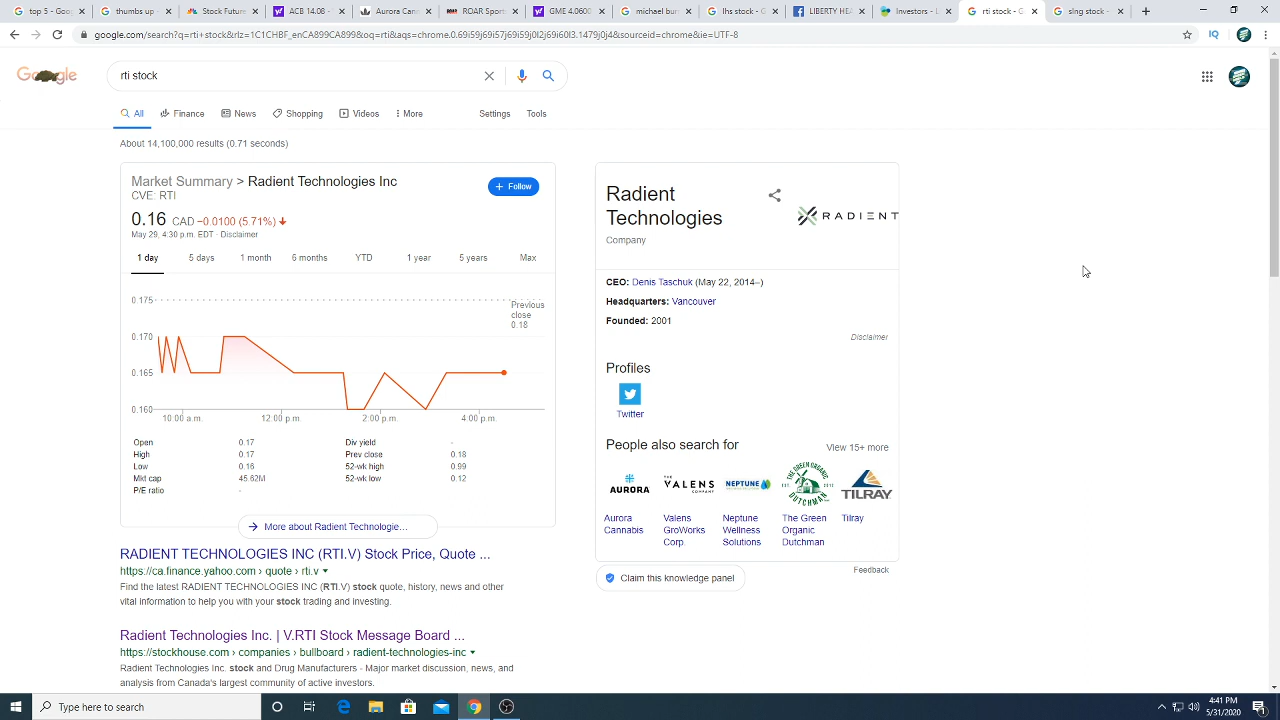 top 5 - Go
thumbs up
Stock Futur
ACB 14.08 -
Aurora Can
ROAR Sport
GME 4.0600
michael bur
lhs stock - G
LIBERTY HEA
Investors - L
rti stock - G
slng stock -
google.com/search?q=rti+stock&rlz=1C1CHBF_enCA899CA899&oq=rti&aqs=chrome.0.69i59j69i57j69i59j0l2j69i60l3.1479j0j4&sourceid=chrome&ie=UTF-8
IQ
rti stock
All Finance News Shopping Videos More Settings Tools
About 14,100,000 results (0.71 seconds)
Market Summary > Radient Technologies Inc
CVE: RTI
+ Follow
0.16 CAD −0.0100 (5.71%)
May 29, 4:30 p.m. EDT · Disclaimer
1 day 5 days 1 month 6 months YTD 1 year 5 years Max
0.175
0.170
0.165
0.160
Previous
close
0.18
10:00 a.m. 12:00 p.m. 2:00 p.m. 4:00 p.m.
Open 0.17 Div yield -
High 0.17 Prev close 0.18
Low 0.16 52-wk high 0.99
Mkt cap 45.62M 52-wk low 0.12
P/E ratio -
More about Radient Technologie…
RADIENT TECHNOLOGIES INC (RTI.V) Stock Price, Quote ...
https://ca.finance.yahoo.com › quote › rti.v
Find the latest RADIENT TECHNOLOGIES INC (RTI.V) stock quote, history, news and other
vital information to help you with your stock trading and investing.
Radient Technologies Inc. | V.RTI Stock Message Board ...
https://stockhouse.com › companies › bullboard › radient-technologies-inc
Radient Technologies Inc. stock and Drug Manufacturers - Major market discussion, news, and
analysis from Canada's largest community of active investors.
Radient
Technologies
Company
RADIENT
CEO: Denis Taschuk (May 22, 2014–)
Headquarters: Vancouver
Founded: 2001
Disclaimer
Profiles
Twitter
People also search for
View 15+ more
AURORA
THE VALENS COMPANY
NEPTUNE
THE GREEN ORGANIC DUTCHMAN
TILRAY
Aurora
Cannabis
Valens
GroWorks
Corp.
Neptune
Wellness
Solutions
The Green
Organic
Dutchman
Tilray
Feedback
Claim this knowledge panel
Type here to search
4:41 PM
5/31/2020